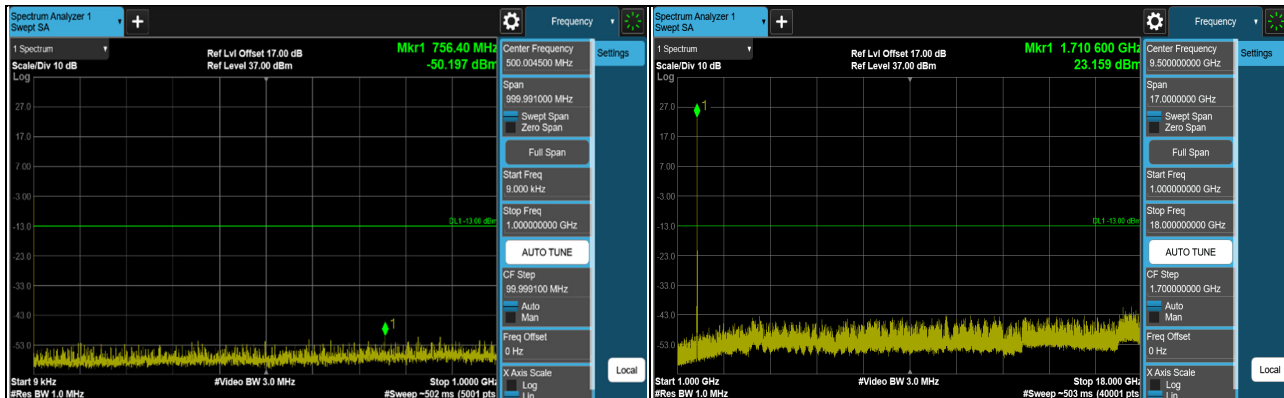 Spectrum Analyzer 1
Swept SA
+
Frequency
1 Spectrum
Scale/Div 10 dB
Log
Ref Lvl Offset 17.00 dB
Ref Level 37.00 dBm
Mkr1 756.40 MHz
-50.197 dBm
27.0
17.0
7.00
-3.00
-13.0
-23.0
-33.0
-43.0
-53.0
DL1 -13.00 dBm
1
Start 9 kHz
#Res BW 1.0 MHz
#Video BW 3.0 MHz
Stop 1.0000 GHz
#Sweep ~502 ms (5001 pts
Center Frequency
500.004500 MHz
Span
999.991000 MHz
Swept Span
Zero Span
Full Span
Start Freq
9.000 kHz
Stop Freq
1.000000000 GHz
AUTO TUNE
CF Step
99.999100 MHz
Auto
Man
Freq Offset
0 Hz
X Axis Scale
Log
Lin
Settings
Local
Spectrum Analyzer 1
Swept SA
+
Frequency
1 Spectrum
Scale/Div 10 dB
Log
Ref Lvl Offset 17.00 dB
Ref Level 37.00 dBm
Mkr1 1.710 600 GHz
23.159 dBm
27.0
17.0
7.00
-3.00
-13.0
-23.0
-33.0
-43.0
-53.0
DL1 -13.00 dBm
1
Start 1.000 GHz
#Res BW 1.0 MHz
#Video BW 3.0 MHz
Stop 18.000 GHz
#Sweep ~503 ms (40001 pts
Center Frequency
9.500000000 GHz
Span
17.0000000 GHz
Swept Span
Zero Span
Full Span
Start Freq
1.000000000 GHz
Stop Freq
18.000000000 GHz
AUTO TUNE
CF Step
1.700000000 GHz
Auto
Man
Freq Offset
0 Hz
X Axis Scale
Log
Lin
Settings
Local